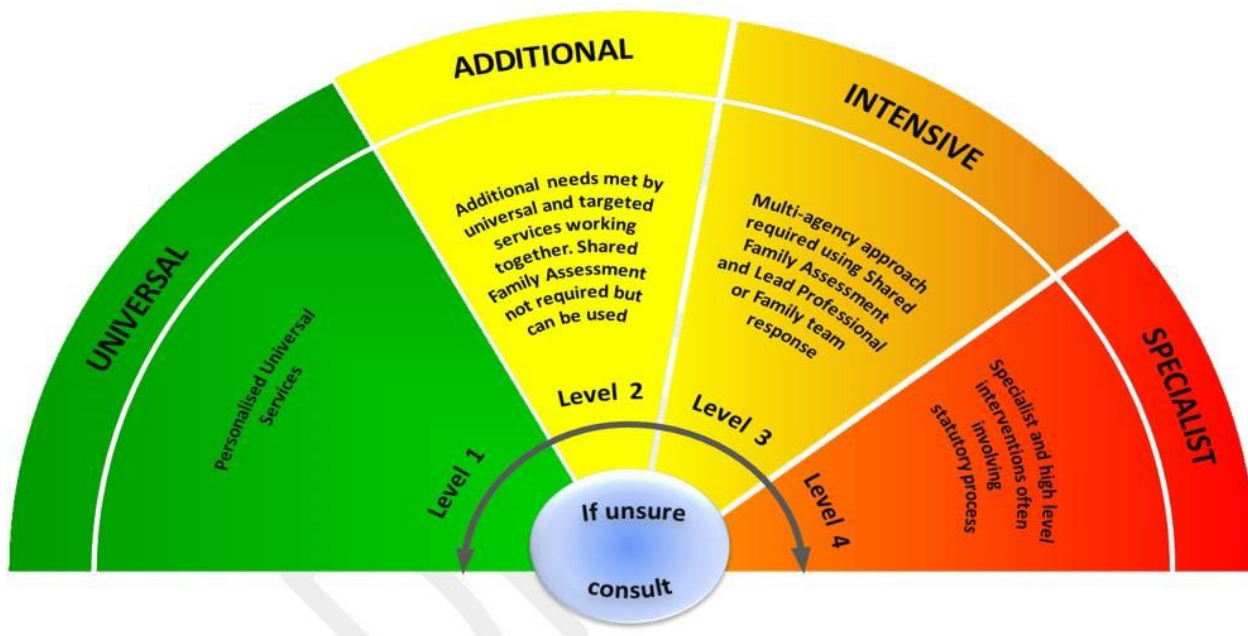 UNIVERSAL
Personalised Universal
Services
Level 1
ADDITIONAL
Additional needs met by
universal and targeted
services working
together. Shared
Family Assessment
not required but
can be used
Level 2
INTENSIVE
Multi-agency approach
required using Shared
Family Assessment
and Lead Professional
or Family team
response
Level 3
SPECIALIST
Specialist and high level
interventions often
involving
statutory process
Level 4
If unsure
consult